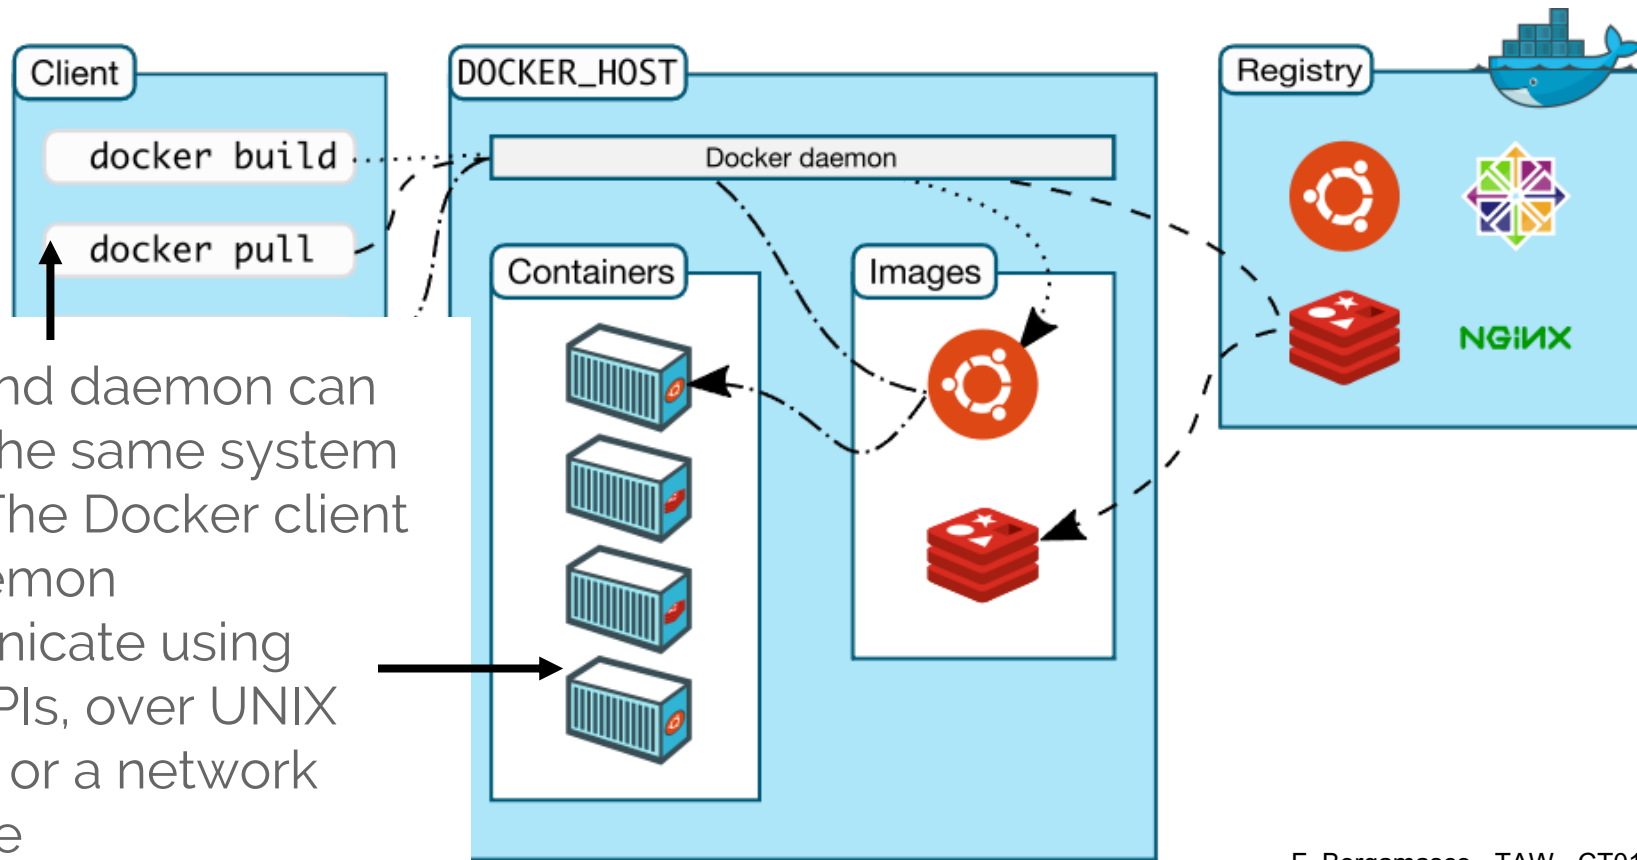 Client
docker build
docker pull
DOCKER_HOST
Docker daemon
Containers
Images
Registry
NGiNX
nd daemon can
he same system
The Docker client
emon
nicate using
PIs, over UNIX
or a network
e